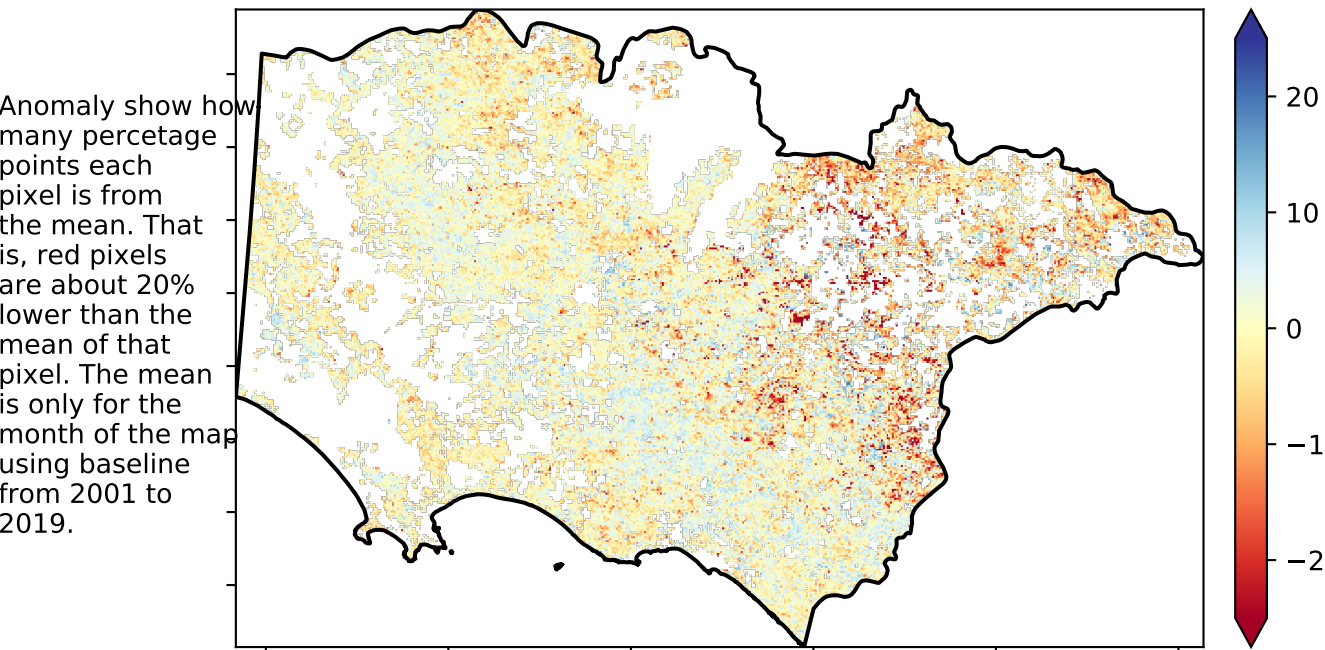 Anomaly show how
many percetage
points each
pixel is from
the mean. That
is, red pixels
are about 20%
lower than the
mean of that
pixel. The mean
is only for the
month of the map
using baseline
from 2001 to
2019.
20
10
0
−1
−2